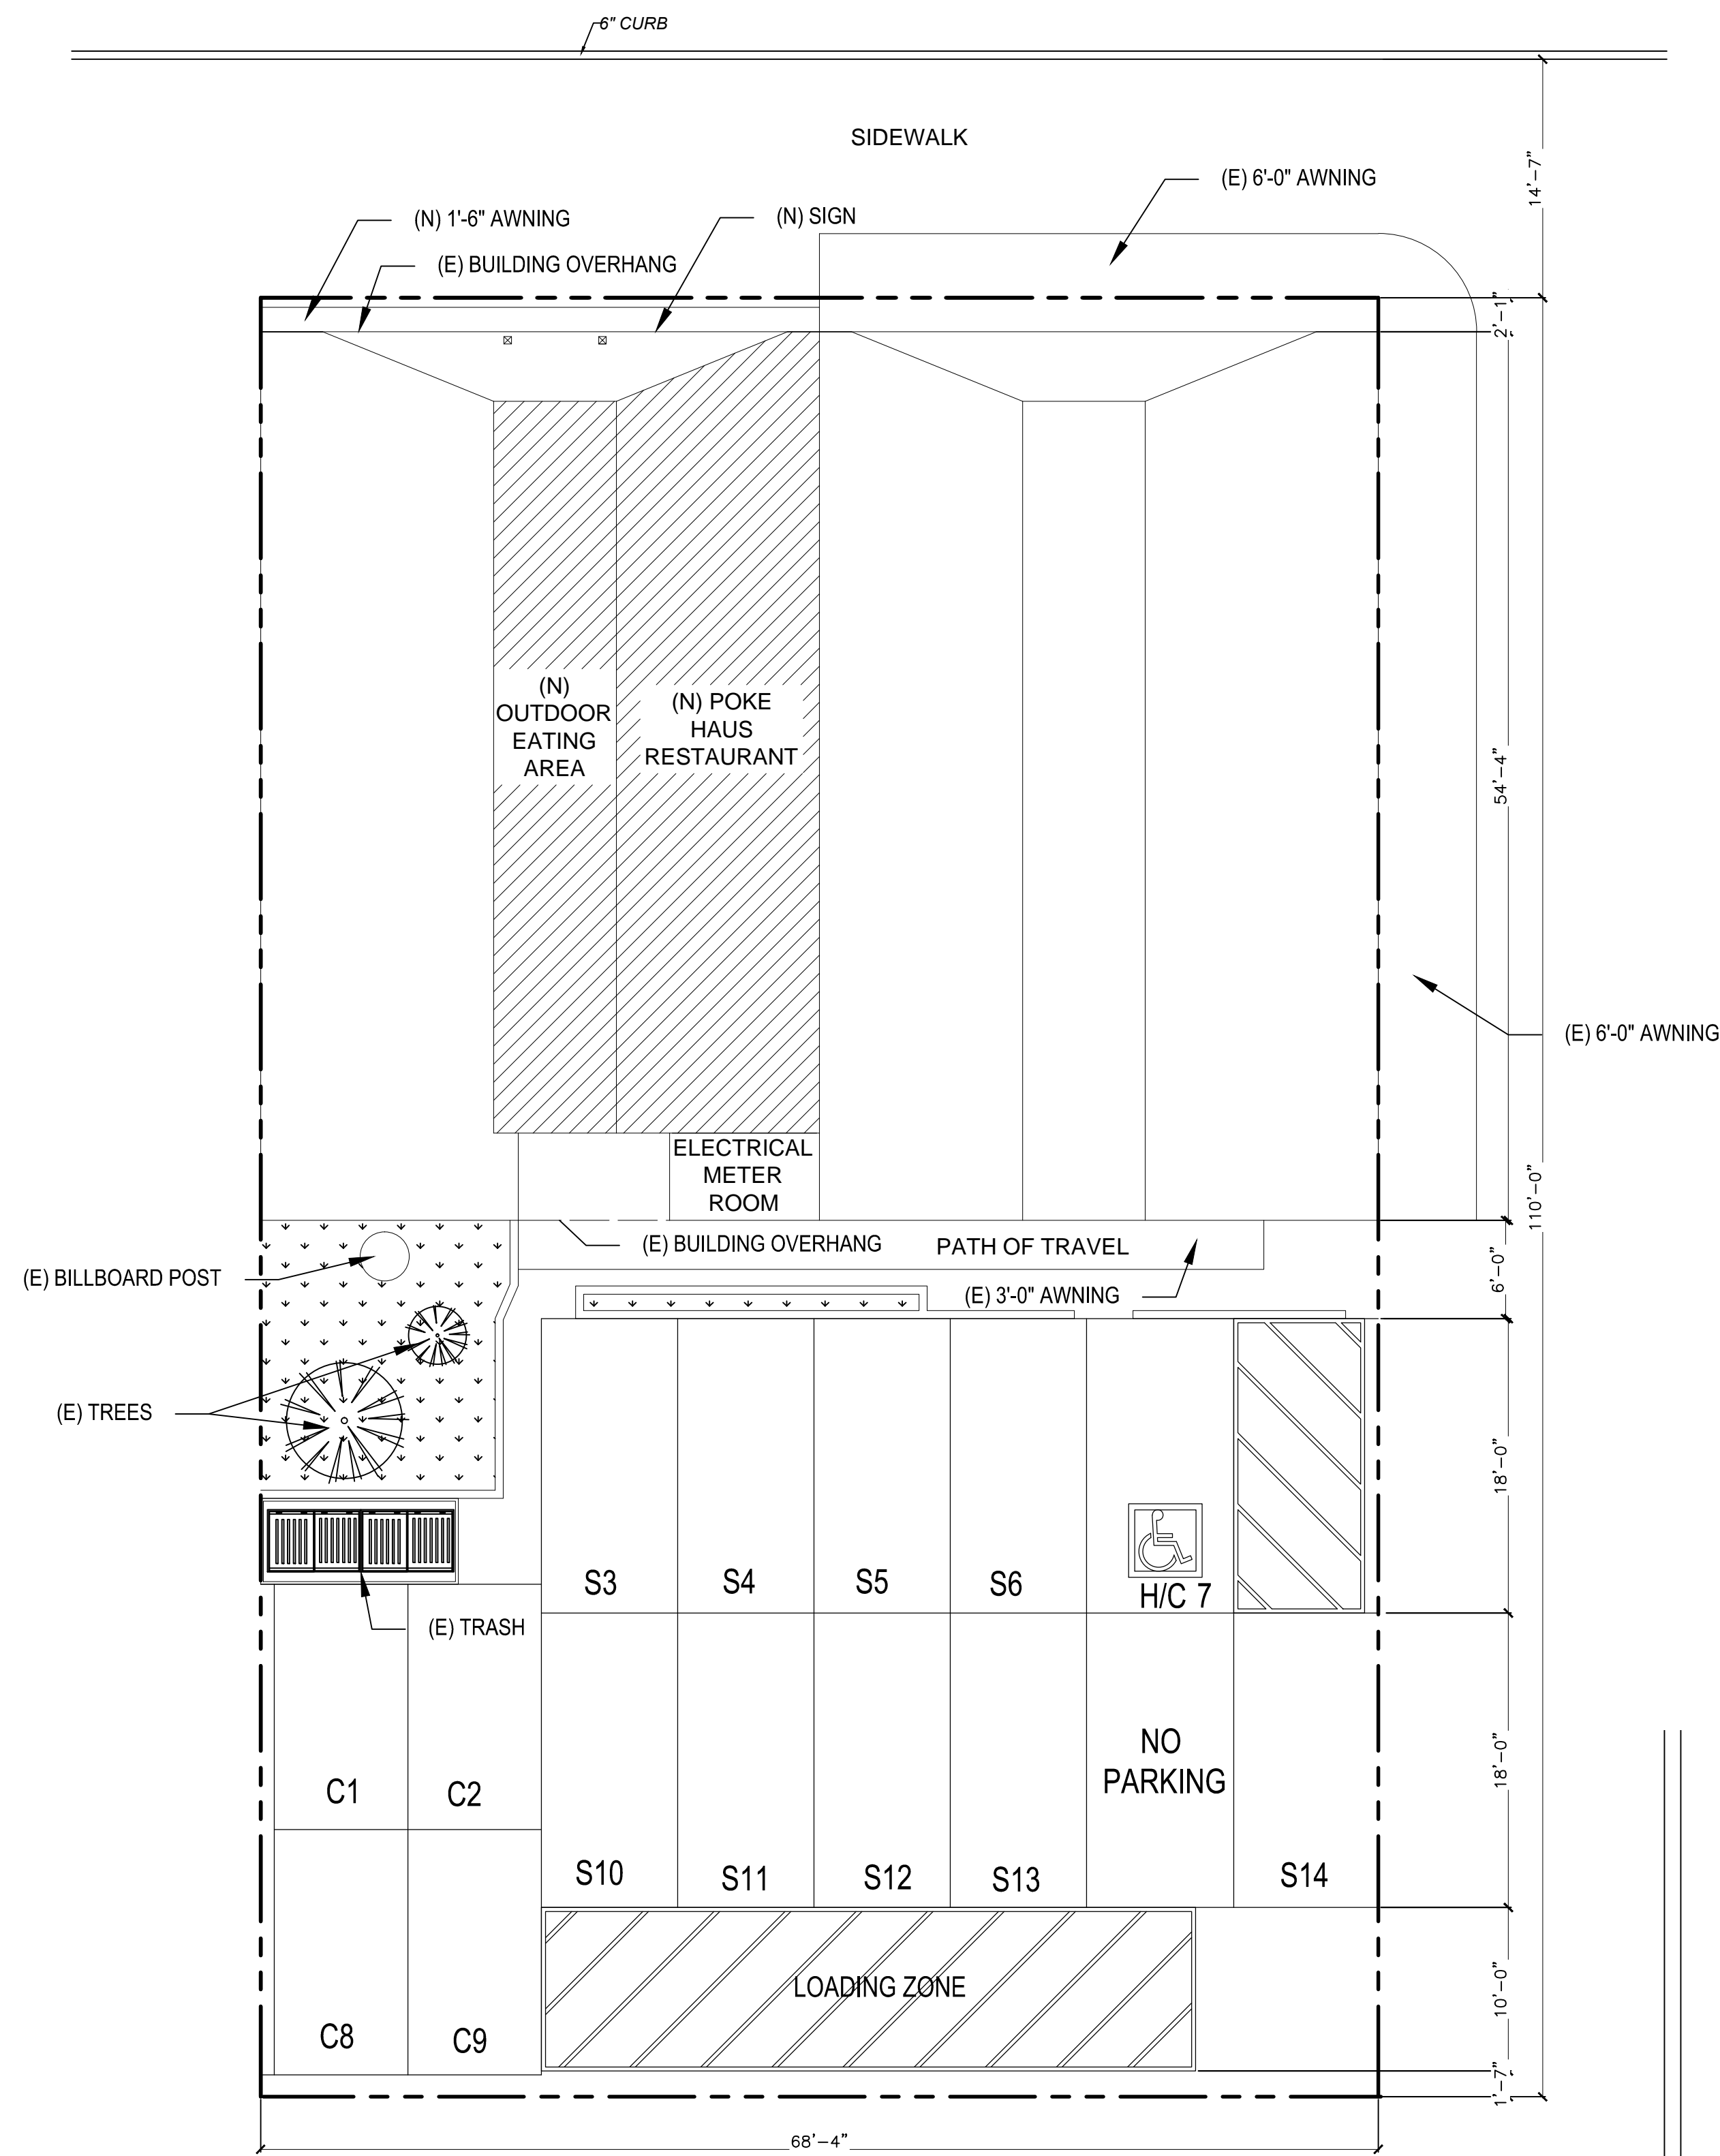 6" CURB
SIDEWALK
14'-7"
(E) 6'-0" AWNING
(N) 1'-6" AWNING
(N) SIGN
(E) BUILDING OVERHANG
2'-1"
(N)
OUTDOOR
EATING
AREA
(N) POKE
HAUS
RESTAURANT
54'-4"
(E) 6'-0" AWNING
ELECTRICAL
METER
ROOM
110'-0"
(E) BUILDING OVERHANG
PATH OF TRAVEL
(E) BILLBOARD POST
(E) 3'-0" AWNING
6'-0"
(E) TREES
18'-0"
S3
S4
S5
S6
H/C 7
(E) TRASH
NO
PARKING
18'-0"
C1
C2
S10
S11
S12
S13
S14
LOADING ZONE
10'-0"
C8
C9
1'-7"
68'-4"